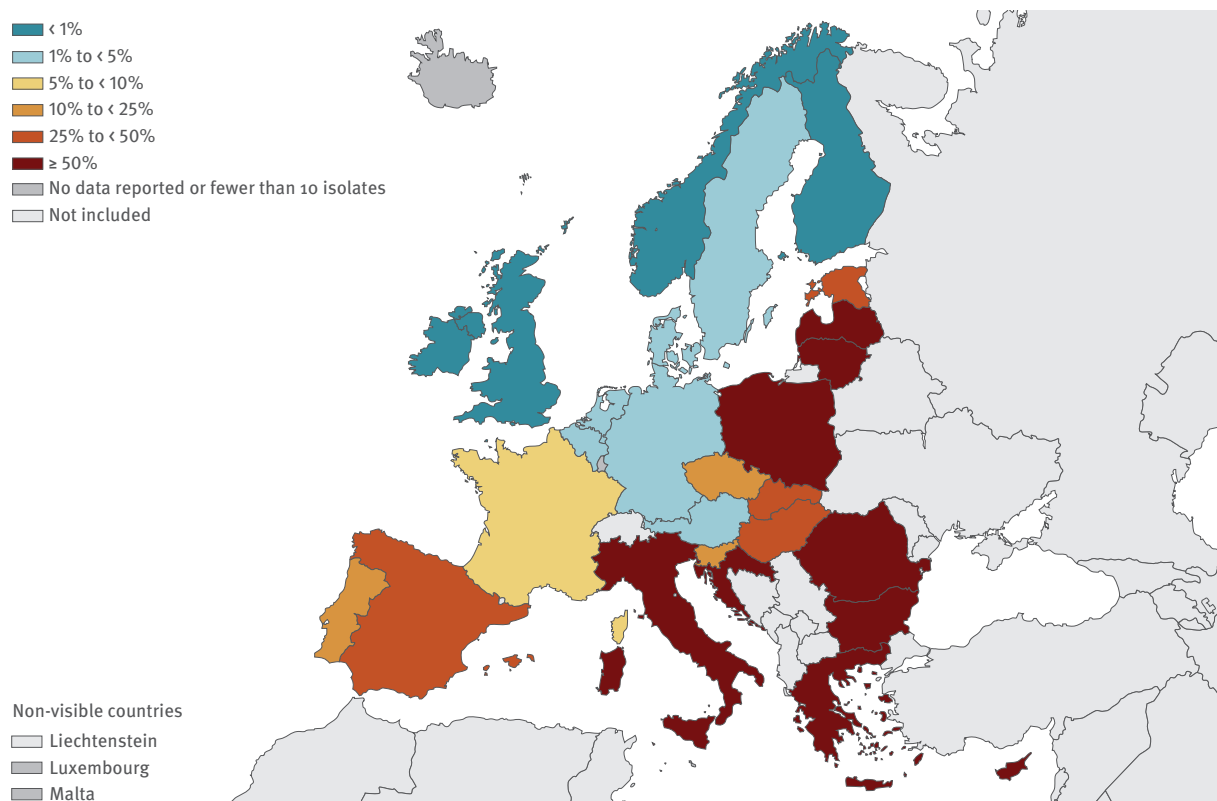 < 1%
1% to < 5%
5% to < 10%
10% to < 25%
25% to < 50%
≥ 50%
No data reported or fewer than 10 isolates
Not included
Non-visible countries
Liechtenstein
Luxembourg
Malta